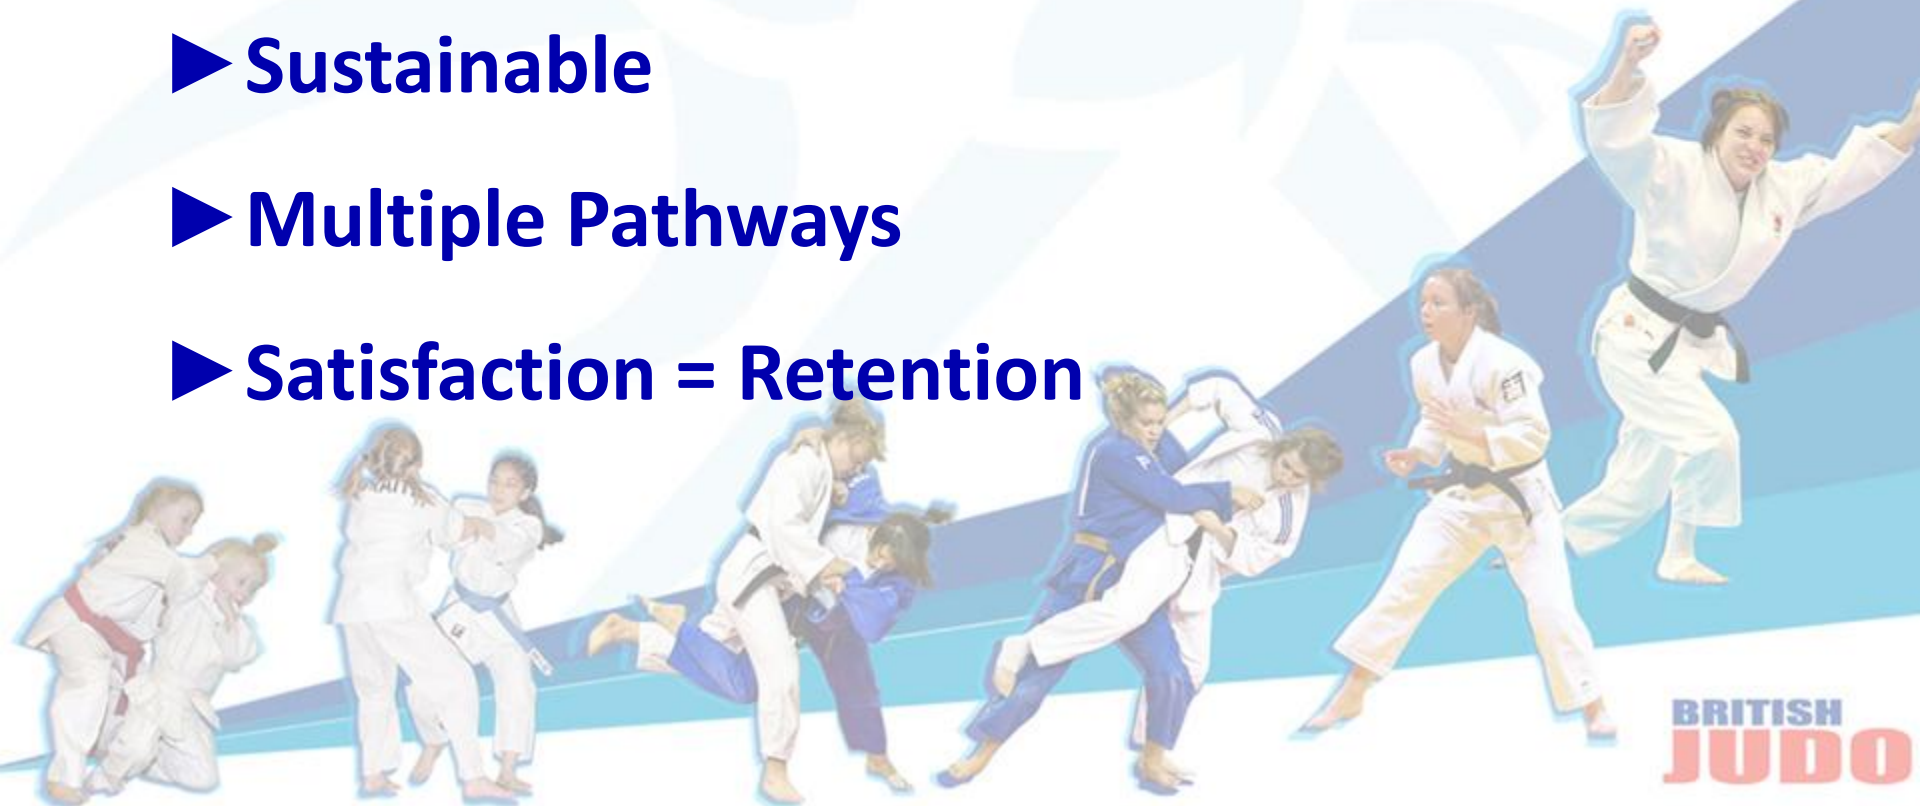 ►Sustainable
►Multiple Pathways
►Satisfaction = Retention
BRITISH
JUDO